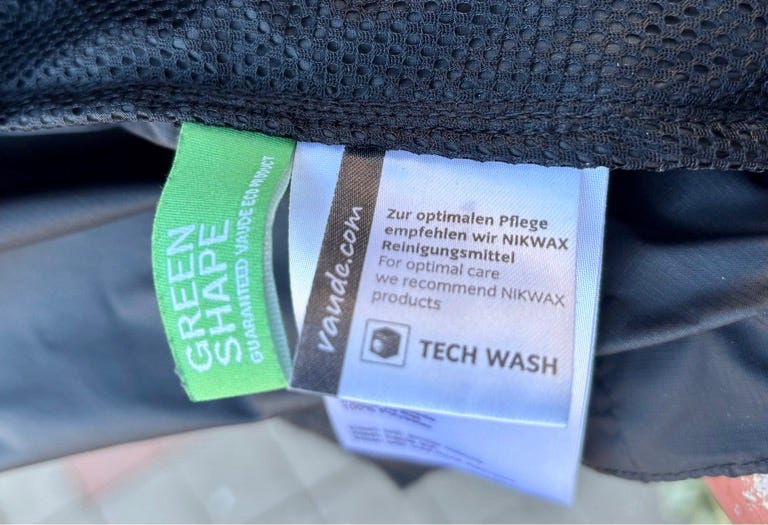 GREEN
SHAPE
GUARANTEED VAUDE ECO PRODUCT
vaude.com
Zur optimalen Pflege
empfehlen wir NIKWAX
Reinigungsmittel
For optimal care
we recommend NIKWAX
products
TECH WASH